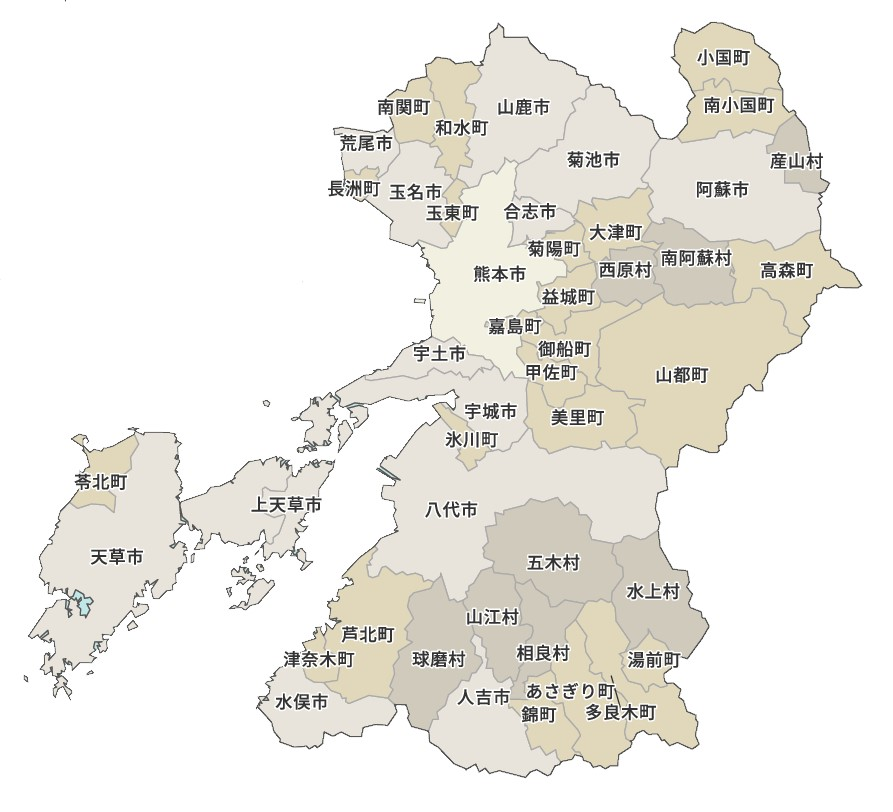 小国町
南小国町
南関町
山鹿市
和水町
荒尾市
菊池市
産山村
長洲町
玉名市
阿蘇市
玉東町
合志市
大津町
菊陽町
南阿蘇村
西原村
高森町
熊本市
益城町
嘉島町
御船町
宇土市
甲佐町
山都町
宇城市
美里町
氷川町
苓北町
上天草市
八代市
天草市
五木村
水上村
山江村
芦北町
相良村
津奈木町
球磨村
湯前町
あさぎり町
人吉市
水俣市
錦町
多良木町